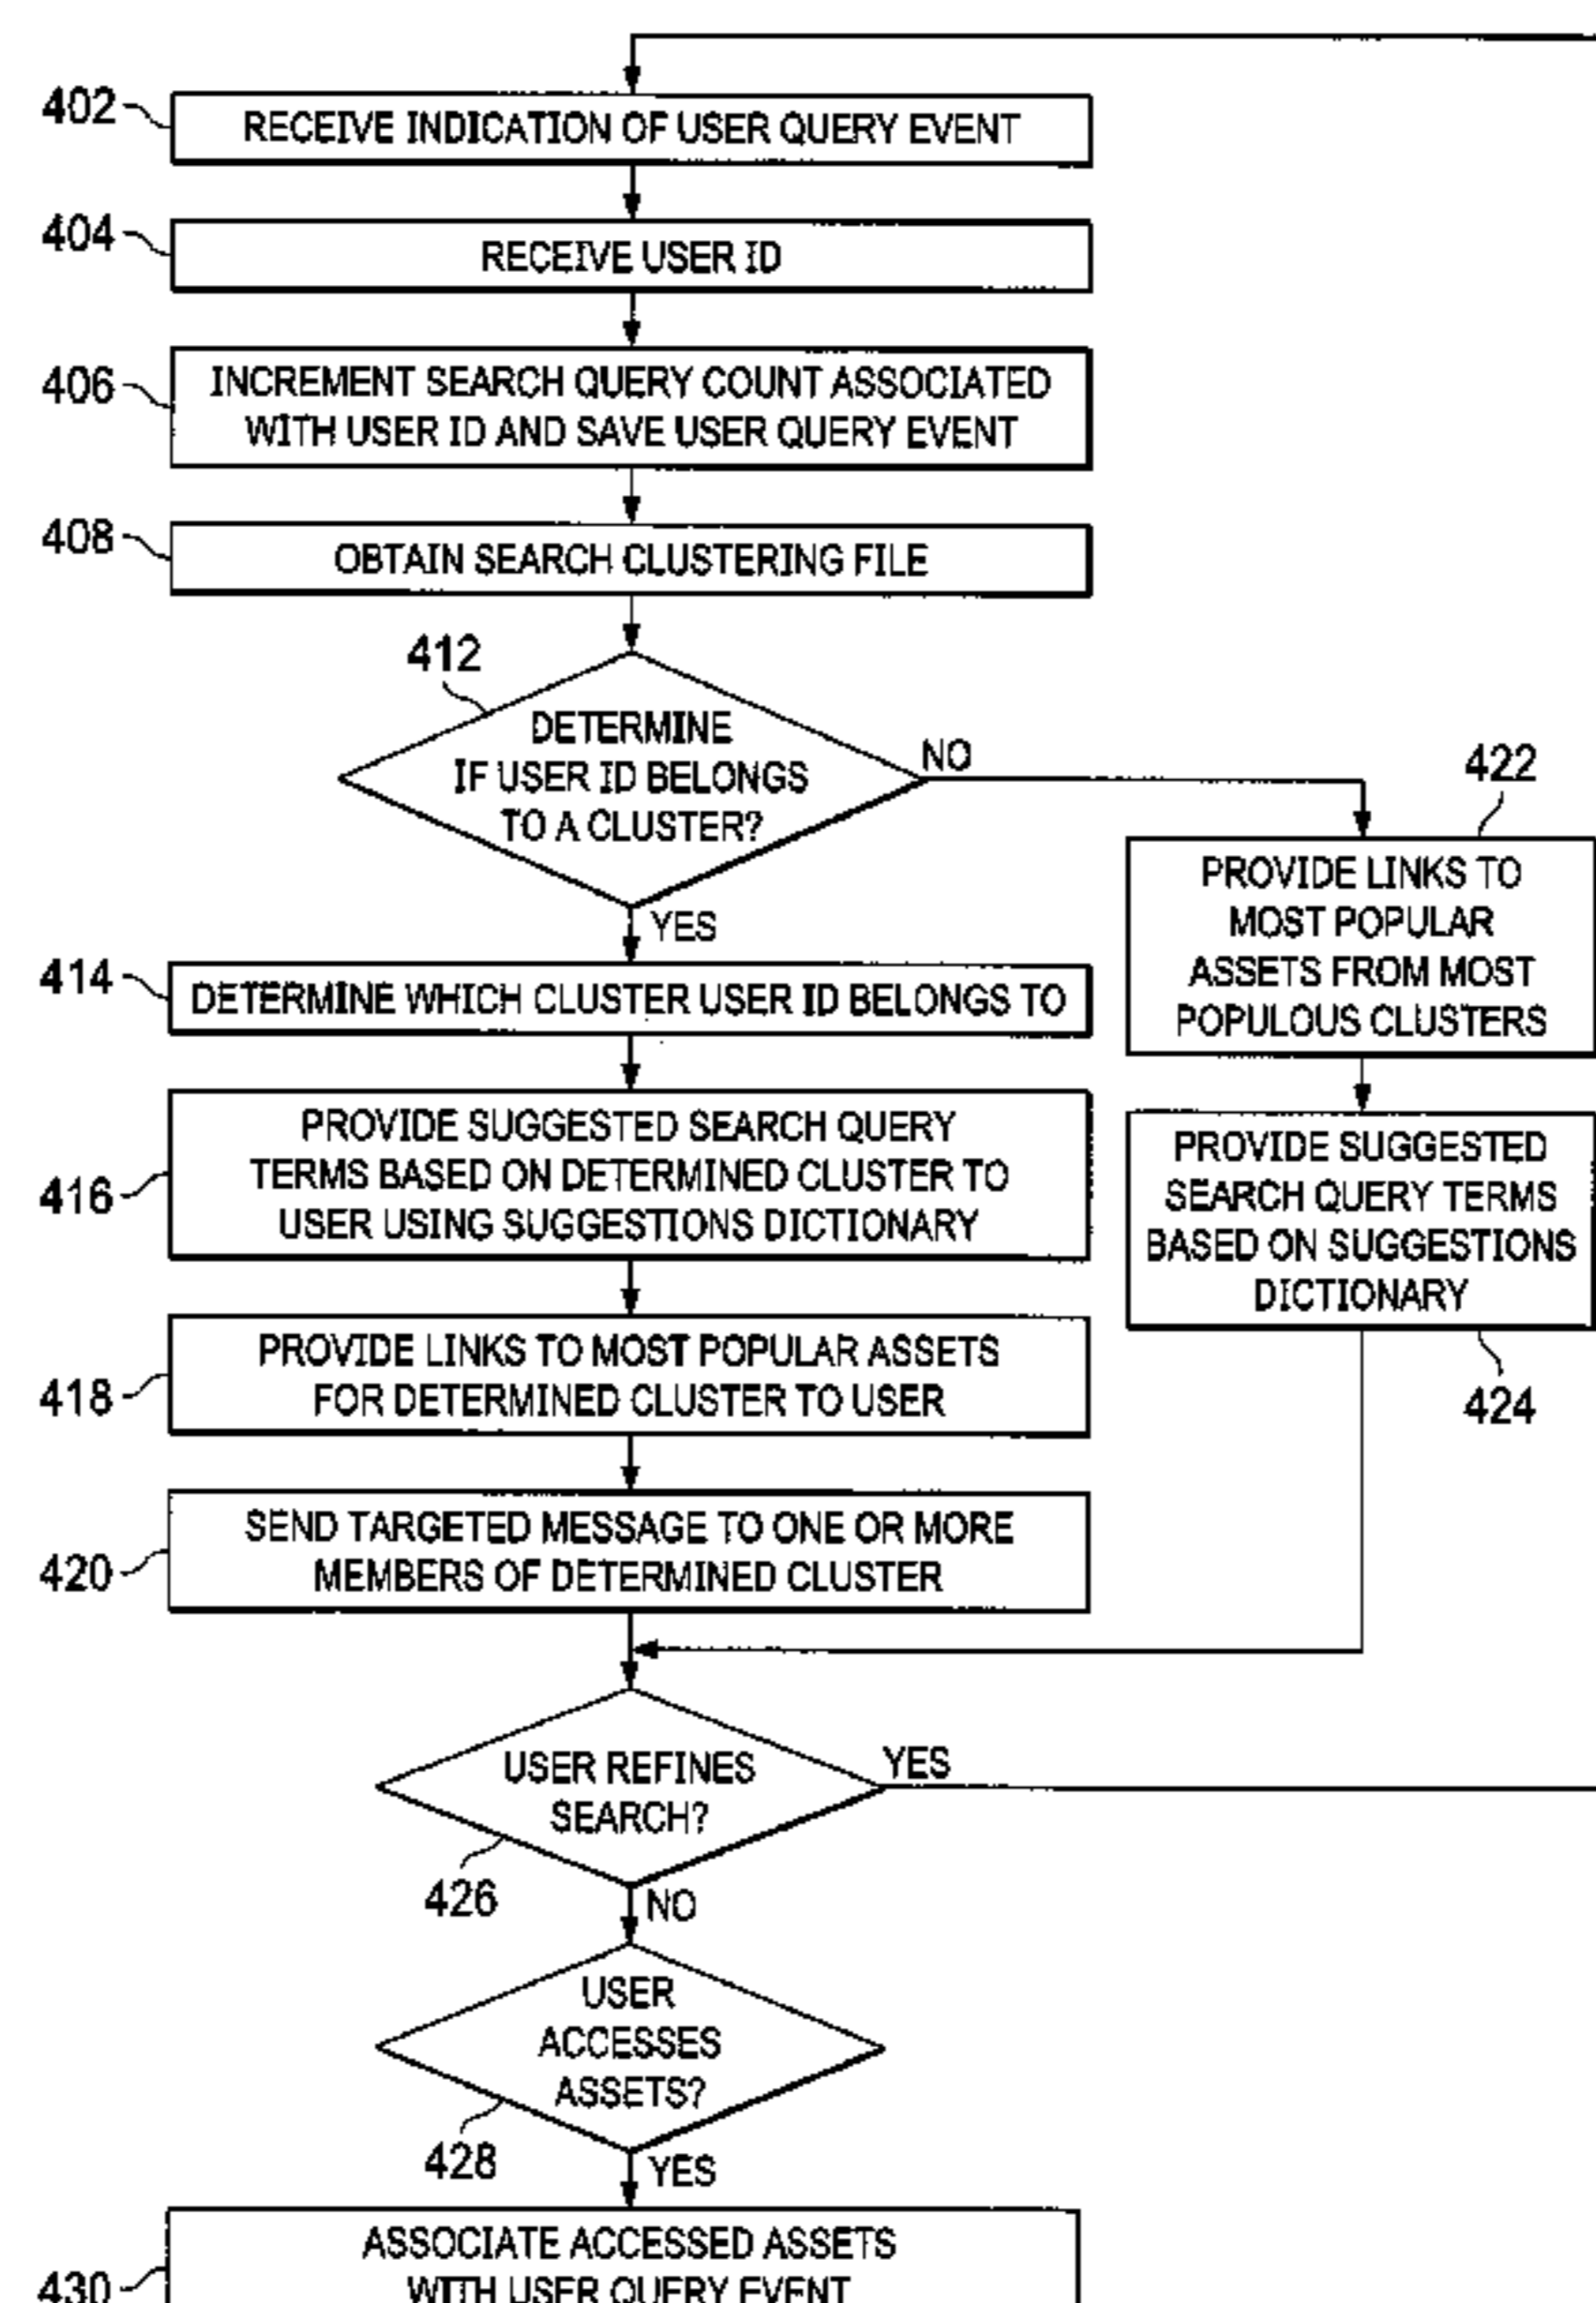 402
RECEIVE INDICATION OF USER QUERY EVENT
404
RECEIVE USER ID
406
INCREMENT SEARCH QUERY COUNT ASSOCIATED
WITH USER ID AND SAVE USER QUERY EVENT
408
OBTAIN SEARCH CLUSTERING FILE
412
DETERMINE
IF USER ID BELONGS
TO A CLUSTER?
NO
YES
422
PROVIDE LINKS TO
MOST POPULAR
ASSETS FROM MOST
POPULOUS CLUSTERS
414
DETERMINE WHICH CLUSTER USER ID BELONGS TO
416
PROVIDE SUGGESTED SEARCH QUERY
TERMS BASED ON DETERMINED CLUSTER TO
USER USING SUGGESTIONS DICTIONARY
PROVIDE SUGGESTED
SEARCH QUERY TERMS
BASED ON SUGGESTIONS
DICTIONARY
424
418
PROVIDE LINKS TO MOST POPULAR ASSETS
FOR DETERMINED CLUSTER TO USER
420
SEND TARGETED MESSAGE TO ONE OR MORE
MEMBERS OF DETERMINED CLUSTER
USER REFINES
SEARCH?
YES
426
NO
USER
ACCESSES
ASSETS?
428
YES
430
ASSOCIATE ACCESSED ASSETS
WITH USER QUERY EVENT